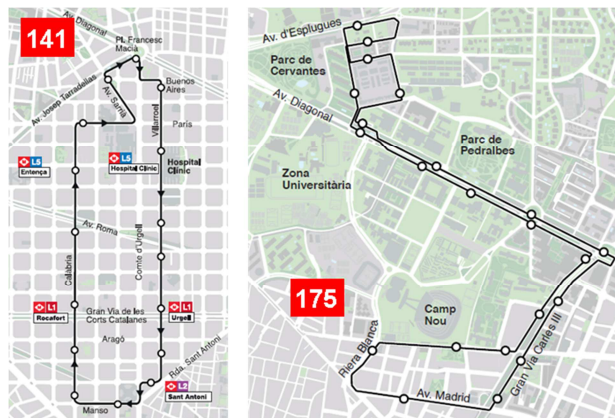 141
Av. Diagonal
Pl. Francesc
Macià
Av. Josep Tarradellas
Av. Sarrià
Buenos
Aires
Villarroel
París
L5
Entença
L5
Hospital Clínic
Hospital
Clínic
Av. Roma
Comte d'Urgell
Calàbria
L1
Rocafort
Gran Via de les
Corts Catalanes
L1
Urgell
Aragó
Rda. Sant Antoni
L2
Sant Antoni
Manso
Av. d'Esplugues
Parc de
Cervantes
Av. Diagonal
Parc de
Pedralbes
Zona
Universitària
175
Camp
Nou
Riera Blanca
Gran Via Carles III
Av. Madrid